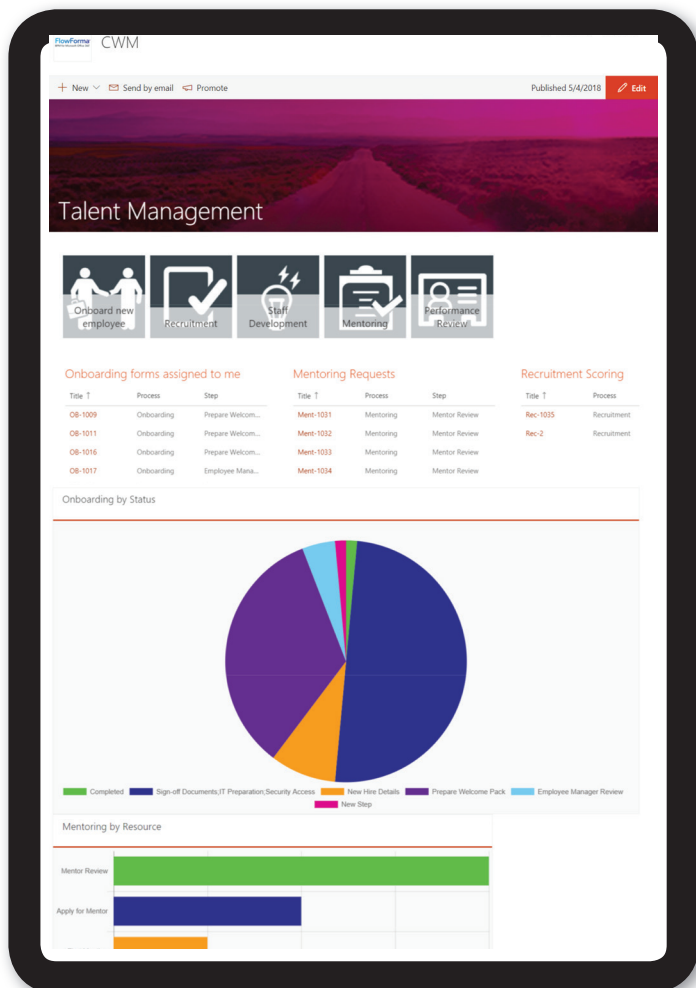 FlowForma
CWM
New
Send by email
Promote
Published 5/4/2018
Edit
Talent Management
Onboard new
employee
Recruitment
Staff
Development
Mentoring
Performance
Review
Onboarding forms assigned to me
Title ↑ Process Step
OB-1009 Onboarding Prepare Welcom...
OB-1011 Onboarding Prepare Welcom...
OB-1016 Onboarding Prepare Welcom...
OB-1017 Onboarding Employee Mana...
Mentoring Requests
Title ↑ Process Step
Ment-1031 Mentoring Mentor Review
Ment-1032 Mentoring Mentor Review
Ment-1033 Mentoring Mentor Review
Ment-1034 Mentoring Mentor Review
Recruitment Scoring
Title ↑ Process
Rec-1035 Recruitment
Rec-2 Recruitment
Onboarding by Status
Completed Sign-off Documents;IT Preparation;Security Access New Hire Details Prepare Welcome Pack Employee Manager Review
New Step
Mentoring by Resource
Mentor Review
Apply for Mentor